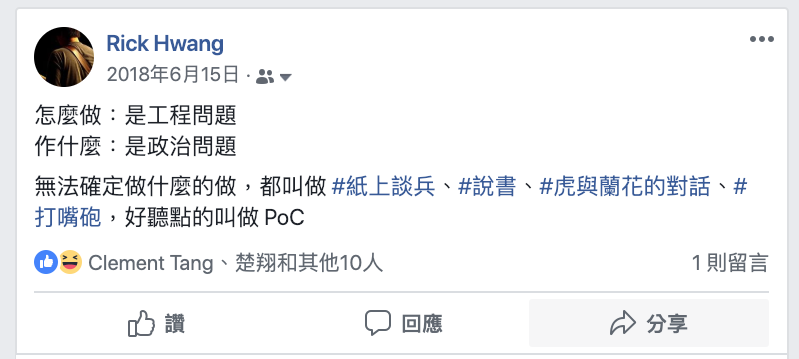 Rick Hwang
2018年6月15日 ·
怎麼做：是工程問題
作什麼：是政治問題
無法確定做什麼的做，都叫做 #紙上談兵、#說書、#虎與蘭花的對話、#
打嘴砲，好聽點的叫做 PoC
Clement Tang、楚翔和其他10人
1 則留言
讚
回應
分享